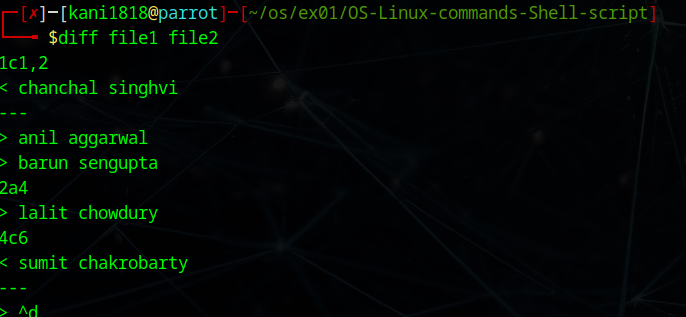 ┌─[✗]─[kani1818@parrot]─[~/os/ex01/OS-Linux-commands-Shell-script]
└──╼ $diff file1 file2
1c1,2
< chanchal singhvi
---
> anil aggarwal
> barun sengupta
2a4
> lalit chowdury
4c6
< sumit chakrobarty
---
> ^d